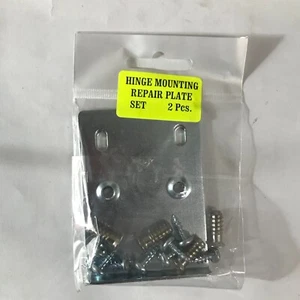 HINGE MOUNTING
REPAIR PLATE
SET 2 Pcs.